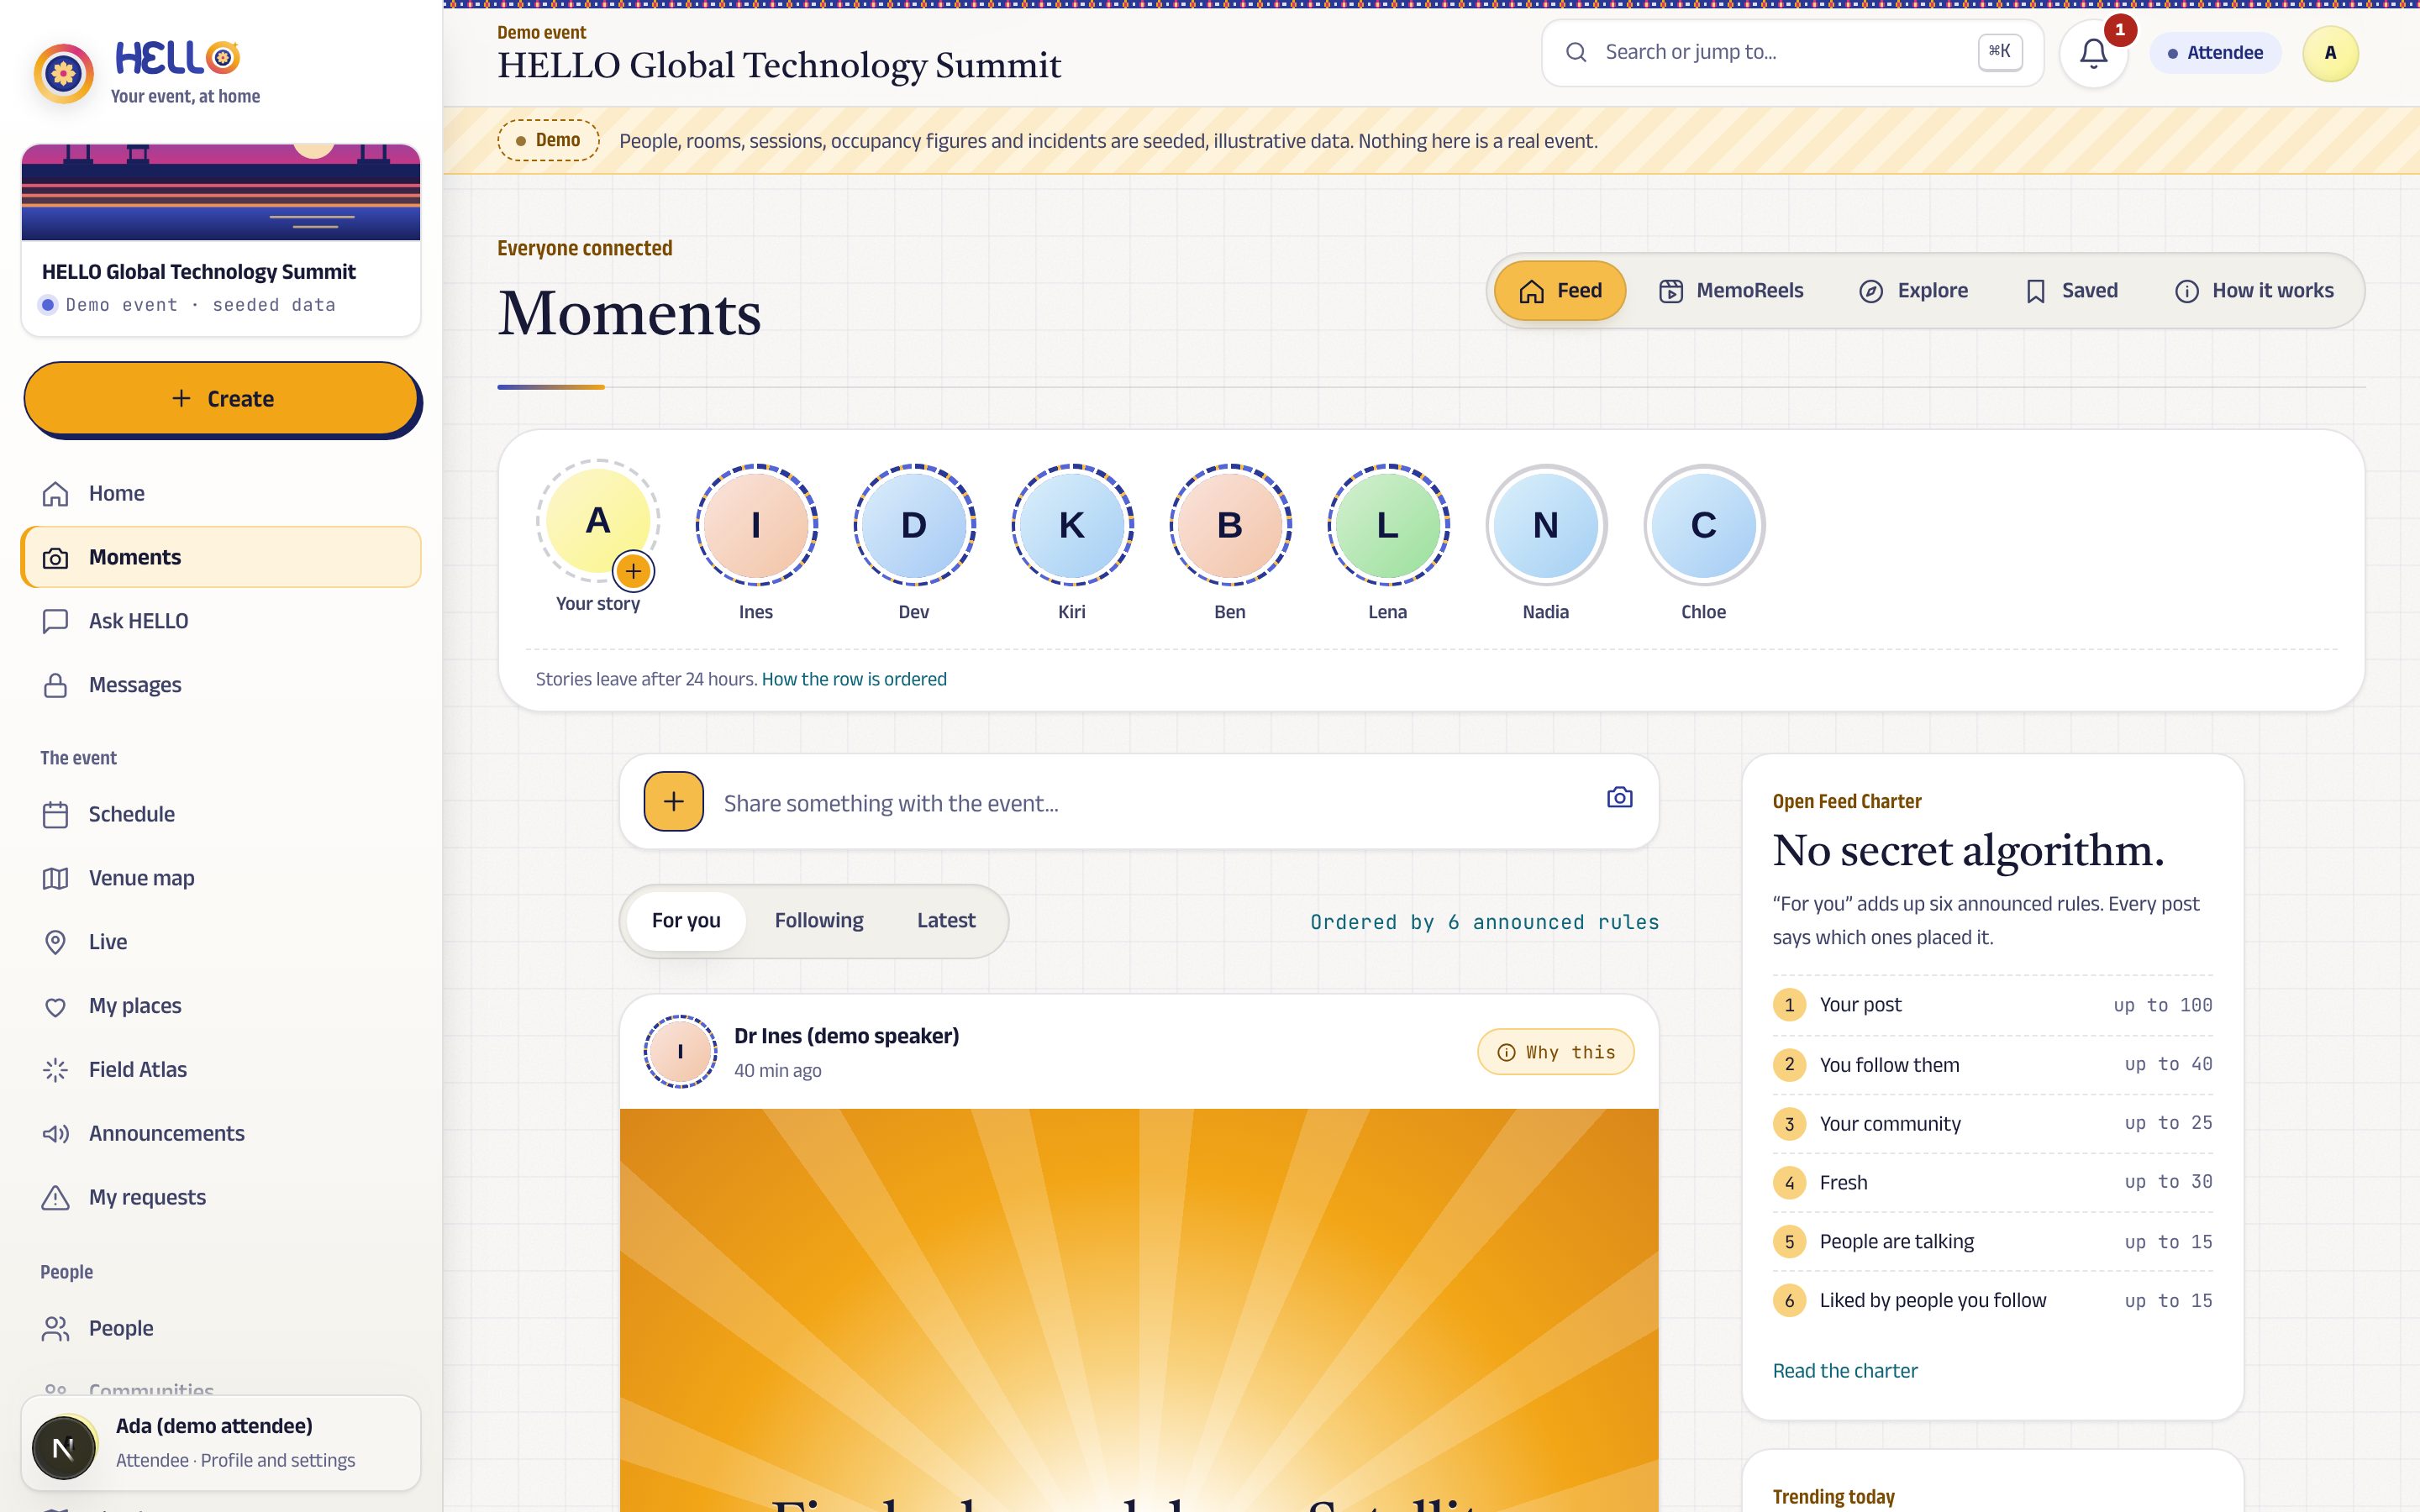 HELLO
Your event, at home
HELLO Global Technology Summit
Demo event · seeded data
+ Create
Home
Moments
Ask HELLO
Messages
The event
Schedule
Venue map
Live
My places
Field Atlas
Announcements
My requests
People
People
Communities
N
Ada (demo attendee)
Attendee · Profile and settings
Demo event
HELLO Global Technology Summit
Search or jump to...
⌘K
1
Attendee
A
Demo
People, rooms, sessions, occupancy figures and incidents are seeded, illustrative data. Nothing here is a real event.
Everyone connected
Moments
Feed
MemoReels
Explore
Saved
How it works
A
I
D
K
B
L
N
C
Your story
Ines
Dev
Kiri
Ben
Lena
Nadia
Chloe
Stories leave after 24 hours. How the row is ordered
Share something with the event...
For you
Following
Latest
Ordered by 6 announced rules
I
Dr Ines (demo speaker)
40 min ago
Why this
Open Feed Charter
No secret algorithm.
“For you” adds up six announced rules. Every post
says which ones placed it.
1 Your post up to 100
2 You follow them up to 40
3 Your community up to 25
4 Fresh up to 30
5 People are talking up to 15
6 Liked by people you follow up to 15
Read the charter
Trending today